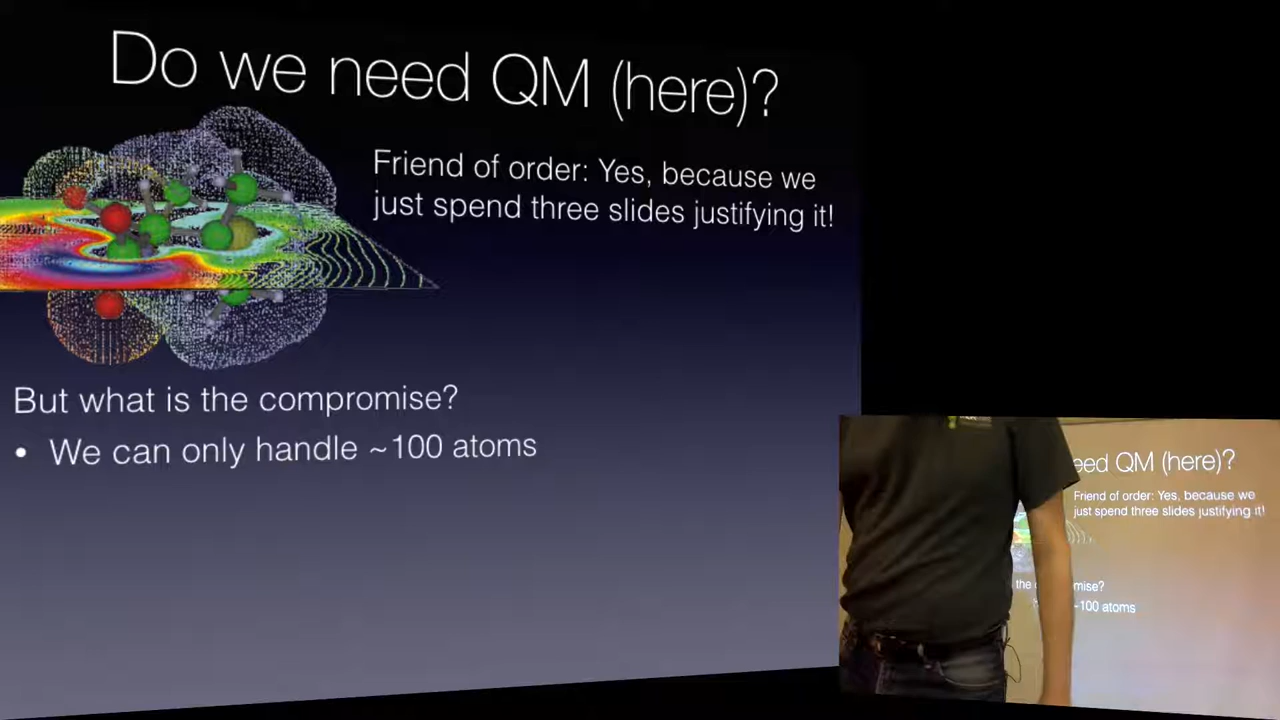 Do we need QM (here)?
Friend of order: Yes, because we
just spend three slides justifying it!
But what is the compromise?
• We can only handle ~100 atoms
eed QM (here)?
Friend of order: Yes, because we
just spend three slides justifying it!
the
mise?
~100 atoms